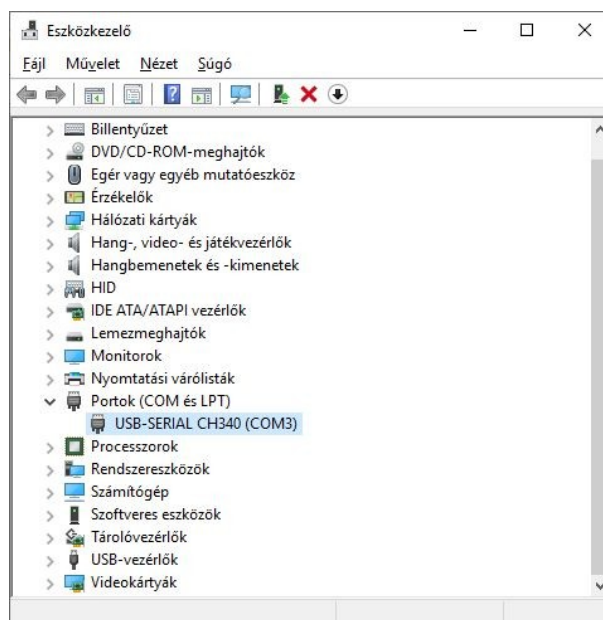 Eszközkezelő
Fájl Művelet Nézet Súgó
Billentyűzet
DVD/CD-ROM-meghajtók
Egér vagy egyéb mutatóeszköz
Érzékelők
Hálózati kártyák
Hang-, video- és játékvezérlők
Hangbemenetek és -kimenetek
HID
IDE ATA/ATAPI vezérlők
Lemezmeghajtók
Monitorok
Nyomtatási várólisták
Portok (COM és LPT)
USB-SERIAL CH340 (COM3)
Processzorok
Rendszereszközök
Számítógép
Szoftveres eszközök
Tárolóvezérlők
USB-vezérlők
Videokártyák